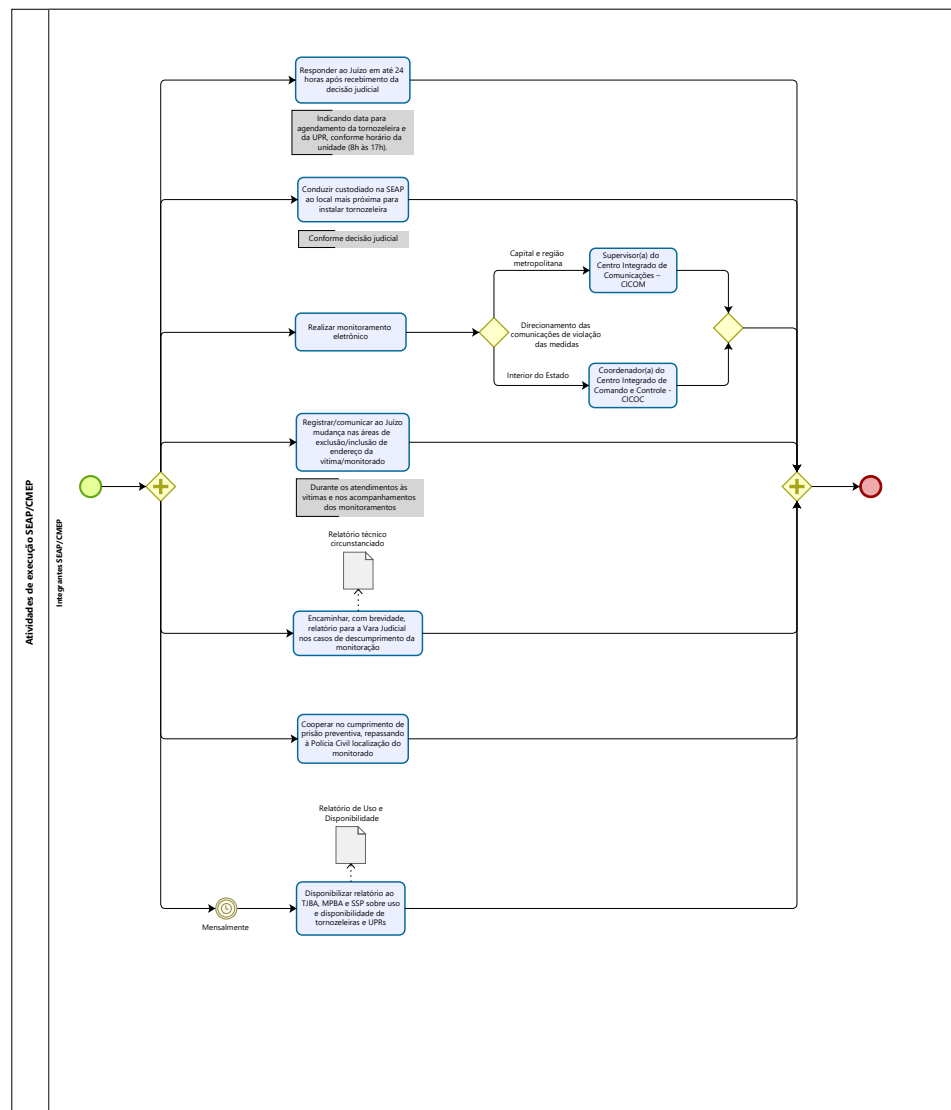 Atividades de execução SEAP/CMEP
Integrantes SEAP/CMEP
Responder ao Juízo em até 24
horas após recebimento da
decisão judicial
Indicando data para
agendamento da tornozeleira e
da UPR, conforme horário da
unidade (8h às 17h).
Conduzir custodiado na SEAP
ao local mais próxima para
instalar tornozeleira
Conforme decisão judicial
Realizar monitoramento
eletrônico
Direcionamento das
comunicações de violação
das medidas
Capital e região
metropolitana
Supervisor(a) do
Centro Integrado de
Comunicações –
CICOM
Interior do Estado
Coordenador(a) do
Centro Integrado de
Comando e Controle -
CICOC
Registrar/comunicar ao Juízo
mudança nas áreas de
exclusão/inclusão de
endereço da
vítima/monitorado
Durante os atendimentos às
vítimas e nos acompanhamentos
dos monitoramentos
Relatório técnico
circunstanciado
Encaminhar, com brevidade,
relatório para a Vara Judicial
nos casos de descumprimento da
monitoração
Cooperar no cumprimento de
prisão preventiva, repassando
à Polícia Civil localização do
monitorado
Relatório de Uso e
Disponibilidade
Mensalmente
Disponibilizar relatório ao
TJBA, MPBA e SSP sobre uso
e disponibilidade de
tornozeleiras e UPRs